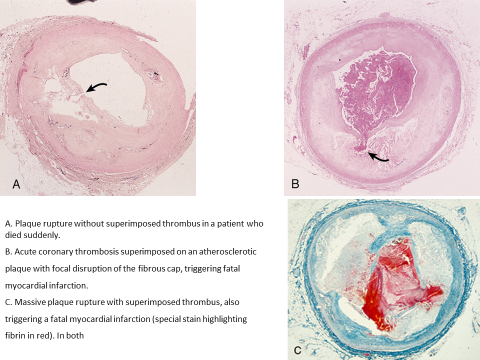 A
B
A. Plaque rupture without superimposed thrombus in a patient who
died suddenly.
B. Acute coronary thrombosis superimposed on an atherosclerotic
plaque with focal disruption of the fibrous cap, triggering fatal
myocardial infarction.
C. Massive plaque rupture with superimposed thrombus, also
triggering a fatal myocardial infarction (special stain highlighting
fibrin in red). In both
C